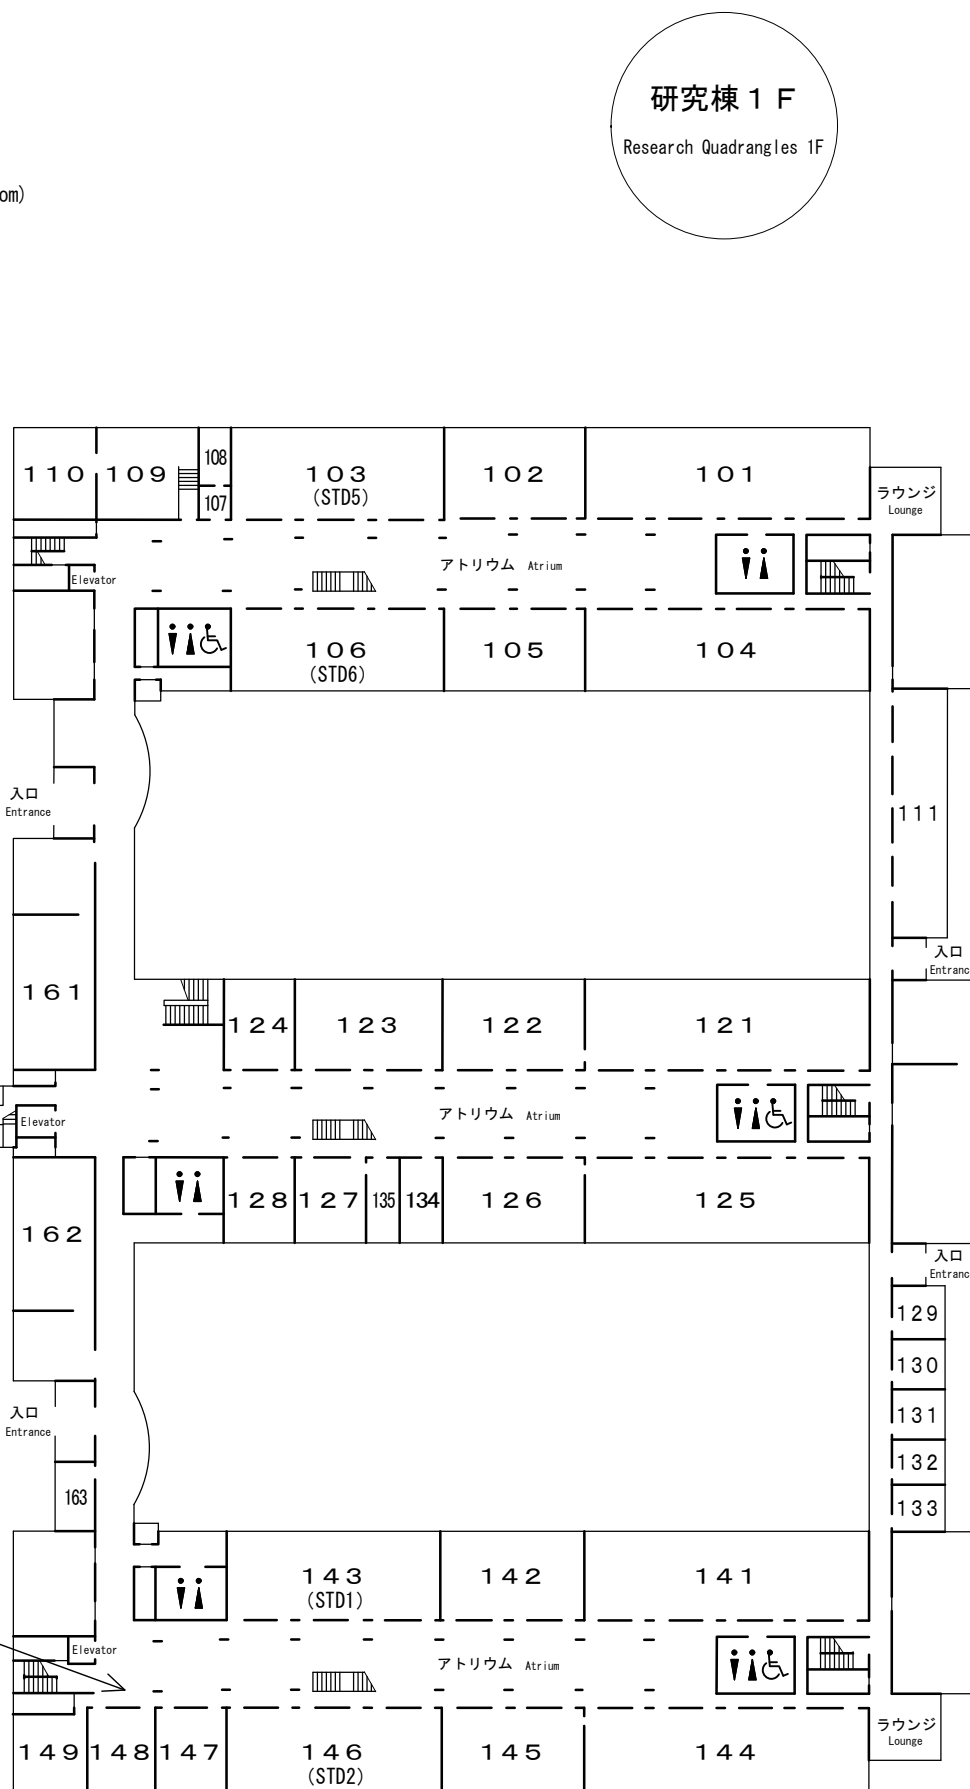 研究棟１Ｆ
Research Quadrangles 1F
om)
110
109
108
107
103
(STD5)
102
101
ラウンジ
Lounge
Elevator
アトリウム Atrium
106
(STD6)
105
104
入口
Entrance
111
入口
Entranc
161
124
123
122
121
Elevator
アトリウム Atrium
162
128
127
135
134
126
125
入口
Entranc
129
130
131
132
133
入口
Entrance
163
143
(STD1)
142
141
Elevator
アトリウム Atrium
ラウンジ
Lounge
149
148
147
146
(STD2)
145
144